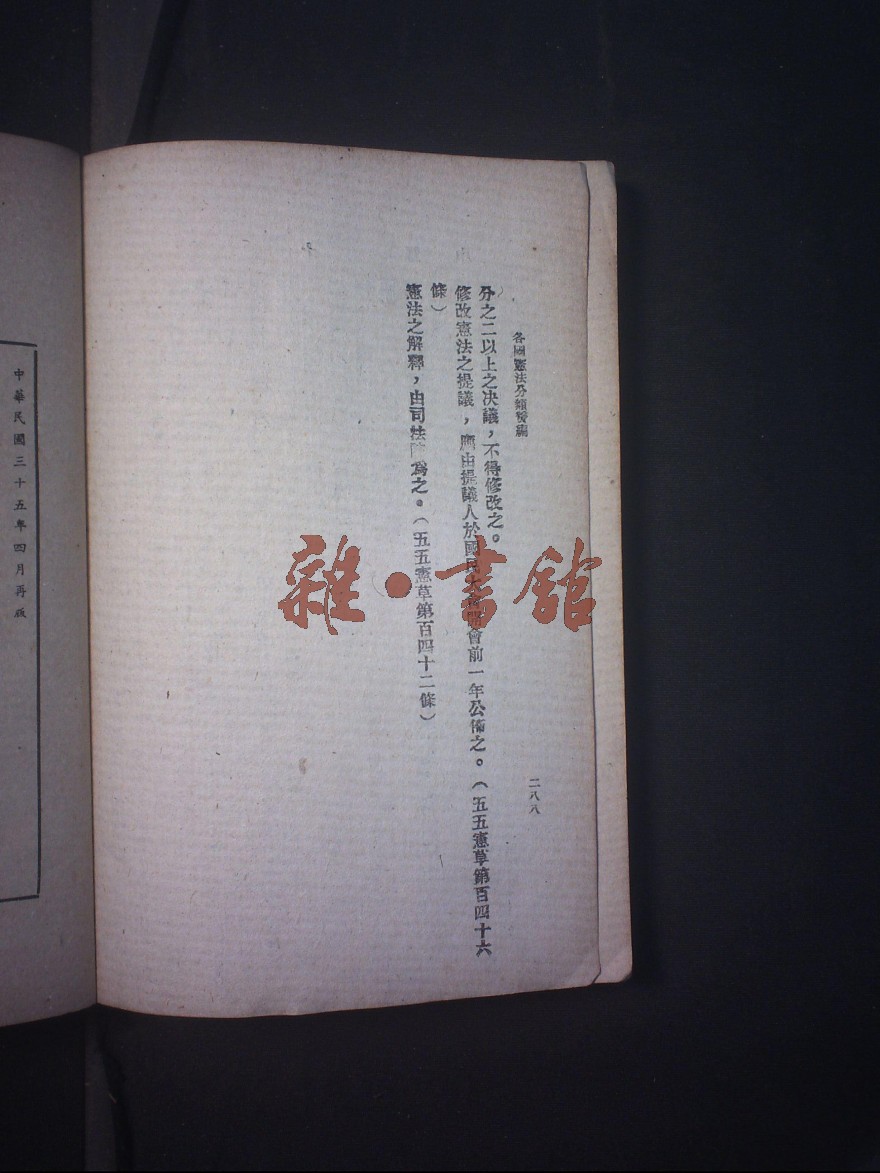 各國憲法分類彙編
二八八
分之二以上之决議，不得修改之。
修改憲法之提議，應由提議人於國民大會開會前一年公佈之。（五五憲草第百四十六
條）
憲法之解釋，由司法院為之。（五五憲草第百四十二條）
雜·書館
中華民國三十五年四月再版